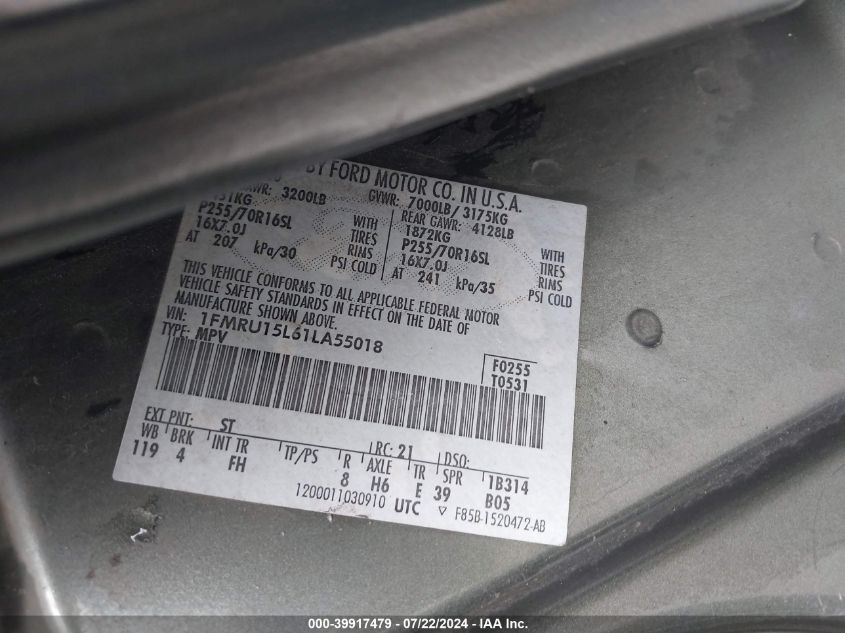 BY FORD MOTOR CO. IN U.S.A.
GAWR: 3200LB GVWR: 7000LB/ 3175KG
REAR GAWR: 4128LB
1872KG
P255/70R16SL WITH P255/70R16SL WITH
16X7.0J TIRES 16X7.0J TIRES
RIMS RIMS
AT 207 kPa/30 PSI COLD AT 241 kPa/35 PSI COLD
THIS VEHICLE CONFORMS TO ALL APPLICABLE FEDERAL MOTOR
VEHICLE SAFETY STANDARDS IN EFFECT ON THE DATE OF
MANUFACTURE SHOWN ABOVE.
VIN: 1FMRU15L61LA55018
TYPE: MPV
F0255
T0531
EXT PNT: ST RC: 21 DSO:
WB BRK INT TR TP/PS R AXLE TR SPR 1B314
119 4 FH 8 H6 E 39 B05
1200011030910 UTC ▽ F85B-1520472-AB
000-39917479 - 07/22/2024 - IAA Inc.